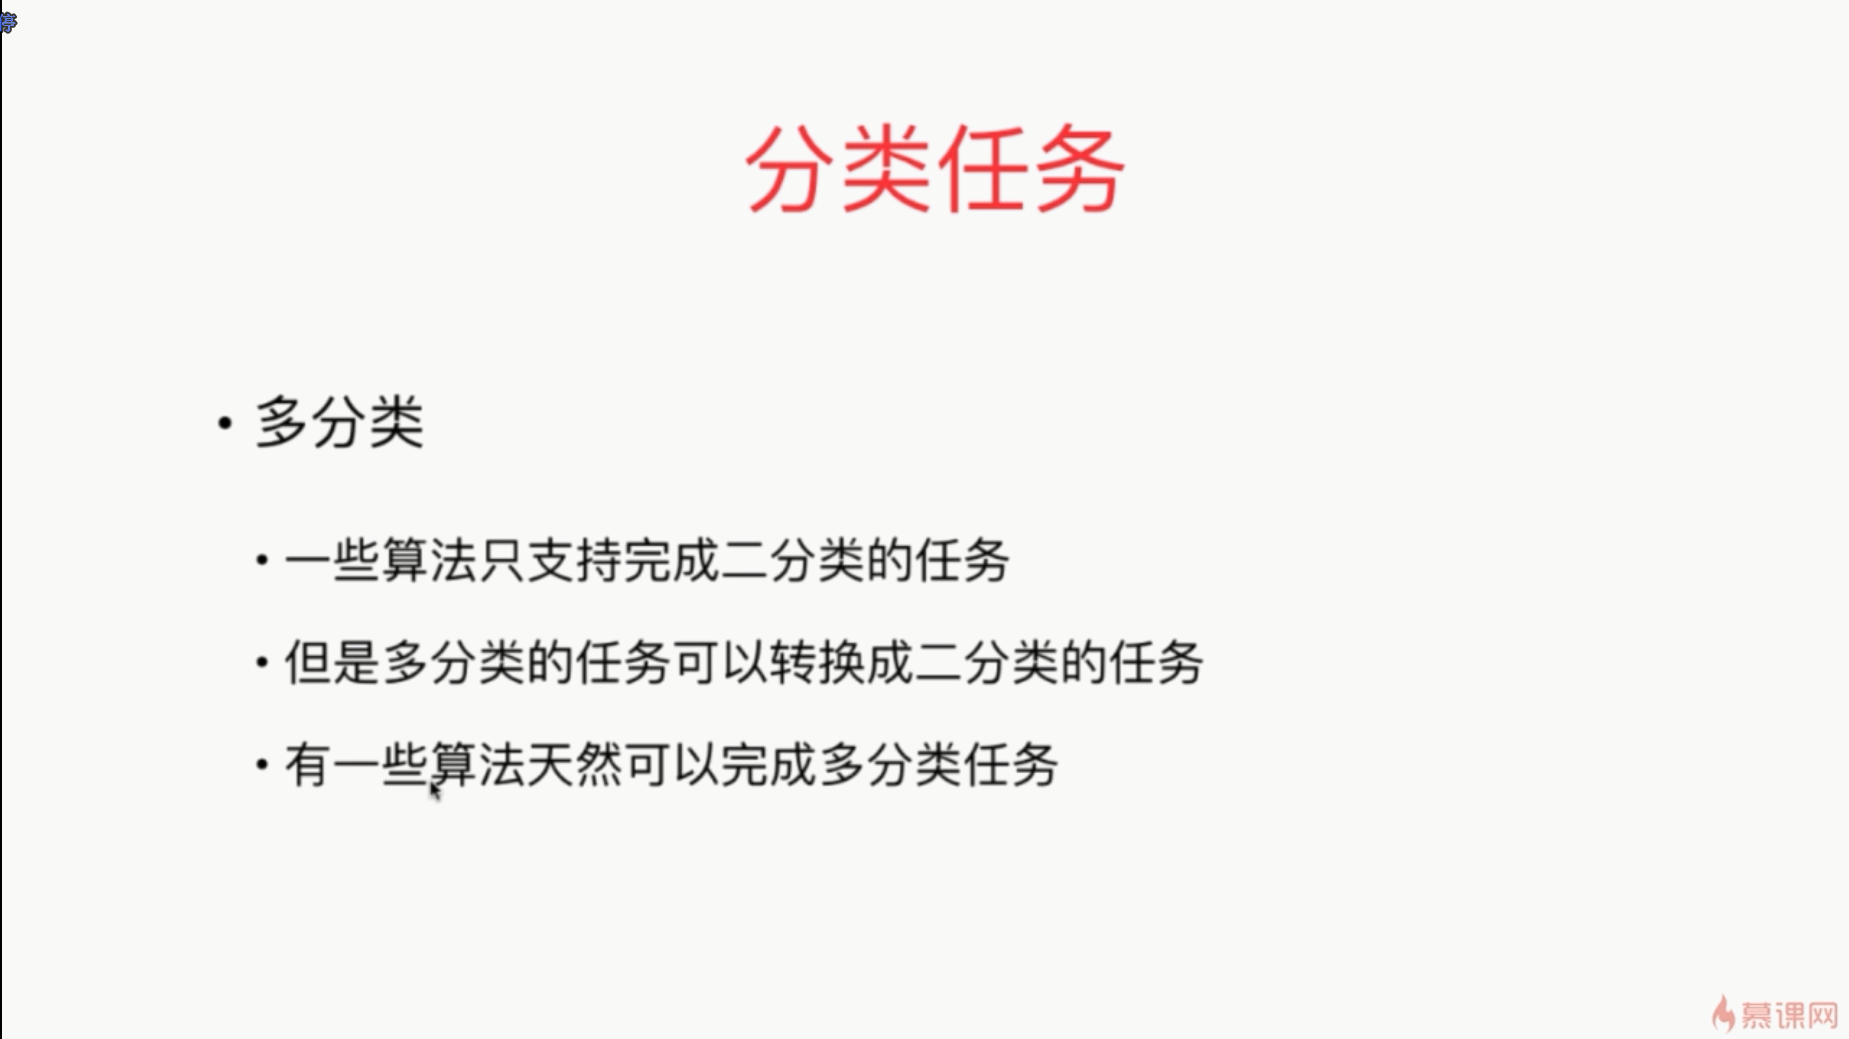 停
分类任务
• 多分类
• 一些算法只支持完成二分类的任务
• 但是多分类的任务可以转换成二分类的任务
• 有一些算法天然可以完成多分类任务
慕课网